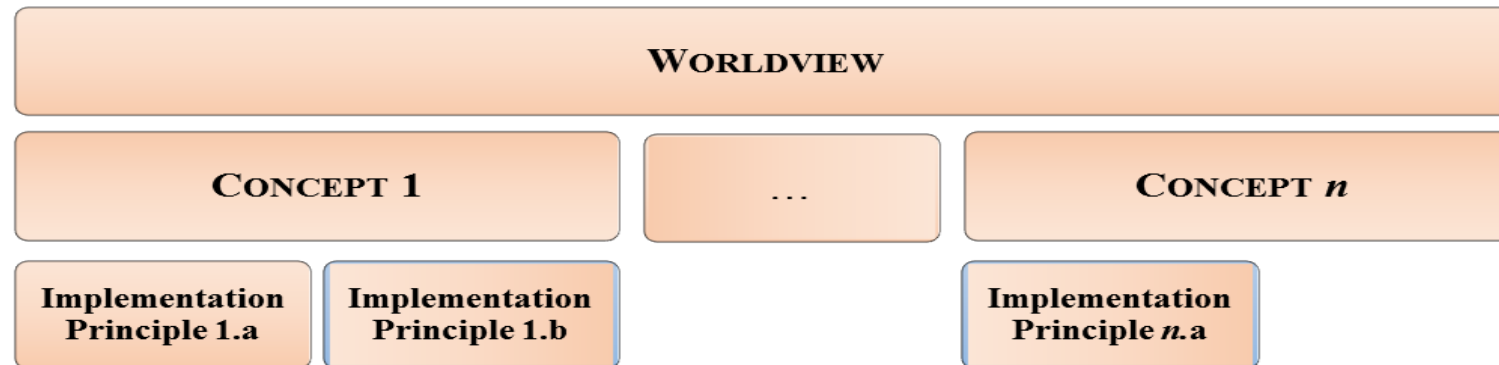 WORLDVIEW
CONCEPT 1
...
CONCEPT n
Implementation
Principle 1.a
Implementation
Principle 1.b
Implementation
Principle n.a